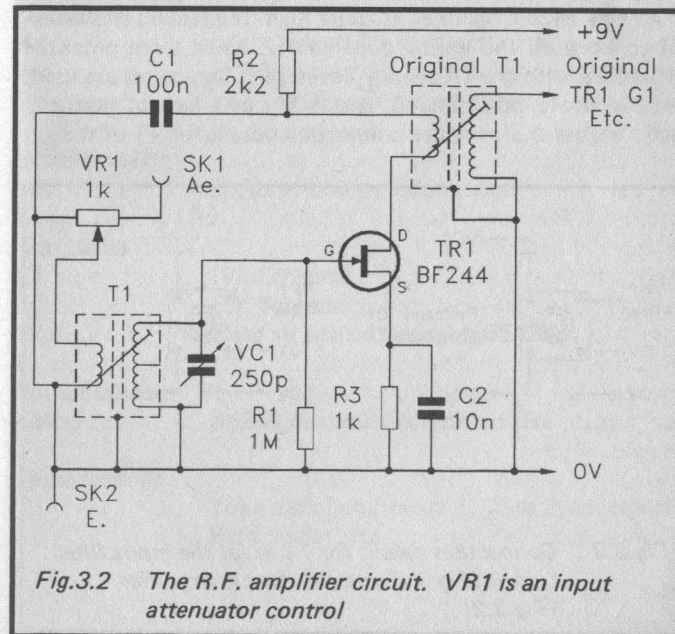 C1
100n
R2
2k2
Original T1
+9V
Original
TR1 G1
Etc.
VR1
1k
SK1
Ae.
T1
VC1
250p
G
D
S
TR1
BF244
R1
1M
R3
1k
C2
10n
0V
SK2
E.
Fig.3.2 The R.F. amplifier circuit. VR1 is an input
attenuator control